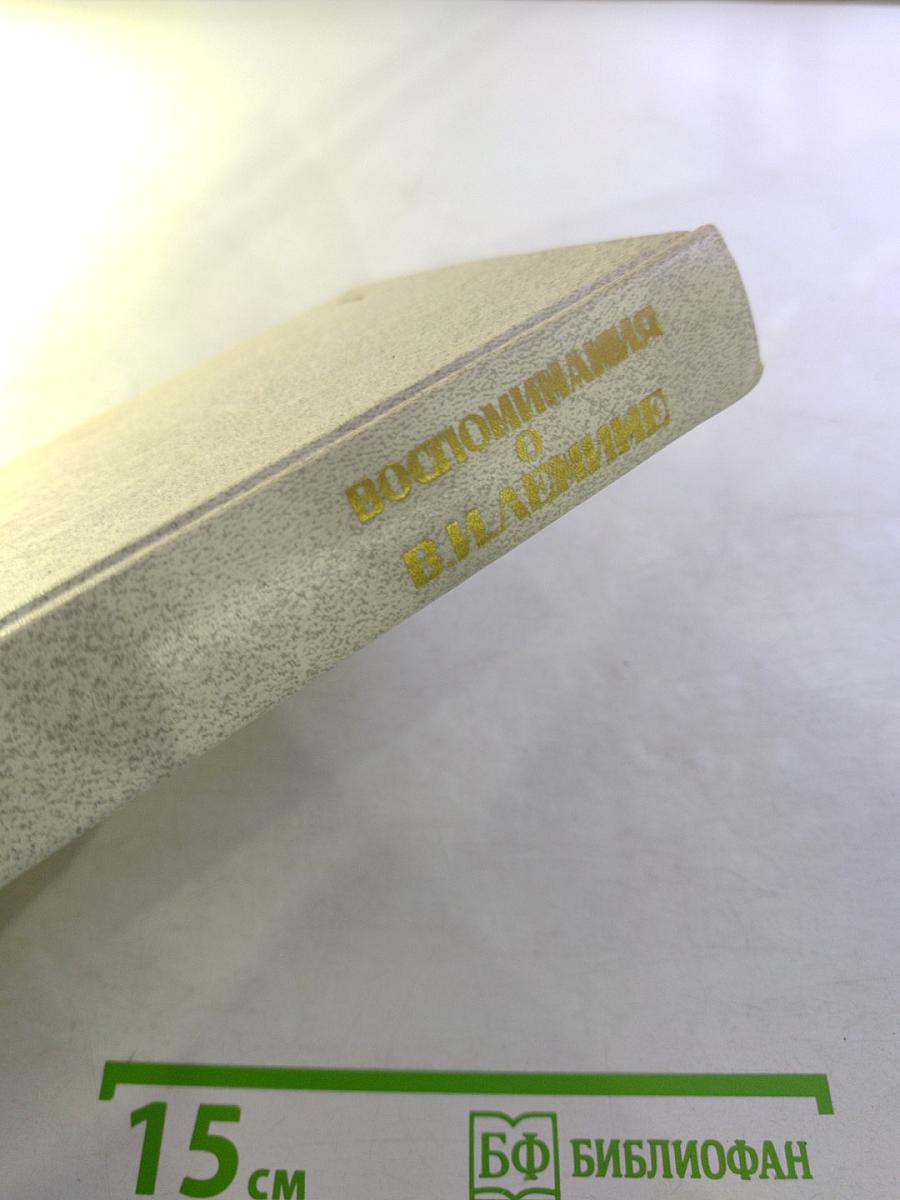 ВОСПОМИНАНИЯ
О
В.И.ЛЕНИНЕ
15 см
БФ БИБЛИОФАН